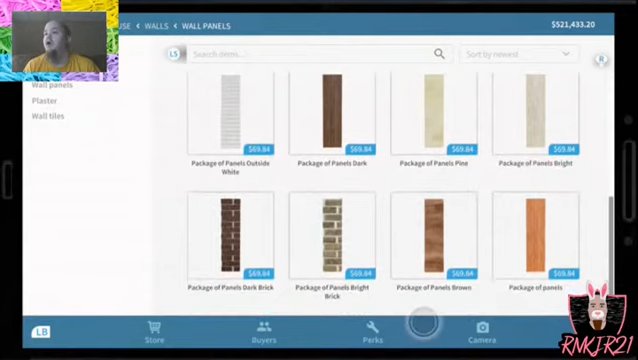 USE < WALLS < WALL PANELS
$521,433.20
LS
Search items...
Sort by newest
R
Wall panels
Plaster
Wall tiles
$69.84
$69.84
$69.84
$69.84
Package of Panels Outside White
Package of Panels Dark
Package of Panels Pine
Package of Panels Bright
$69.84
$69.84
$69.84
$69.84
Package of Panels Dark Brick
Package of Panels Bright Brick
Package of Panels Brown
Package of panels
LB
Store
Buyers
Perks
Camera
RNKJR21